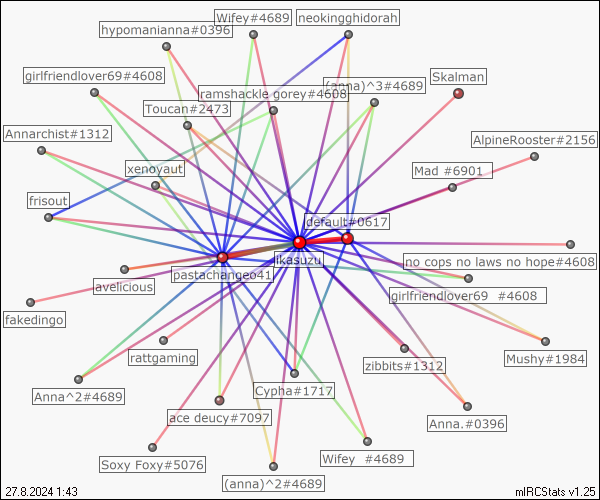 Wifey#4689
neokingghidorah
hypomanianna#0396
girlfriendlover69#4608
ramshackle gorey#4608
(anna)^3#4689
Skalman
Toucan#2473
Annarchist#1312
AlpineRooster#2156
xenoyaut
Mad #6901
frisout
default#0617
ikasuzu
no cops no laws no hope#4608
pastacingeo41
avelicious
girlfriendlover69 #4608
fakedingo
rattgaming
zibbits#1312
Mushy#1984
Anna^2#4689
Cypha#1717
ace deucy#7097
Anna.#0396
Soxy Foxy#5076
Wifey #4689
(anna)^2#4689
27.8.2024 1:43
mIRCStats v1.25